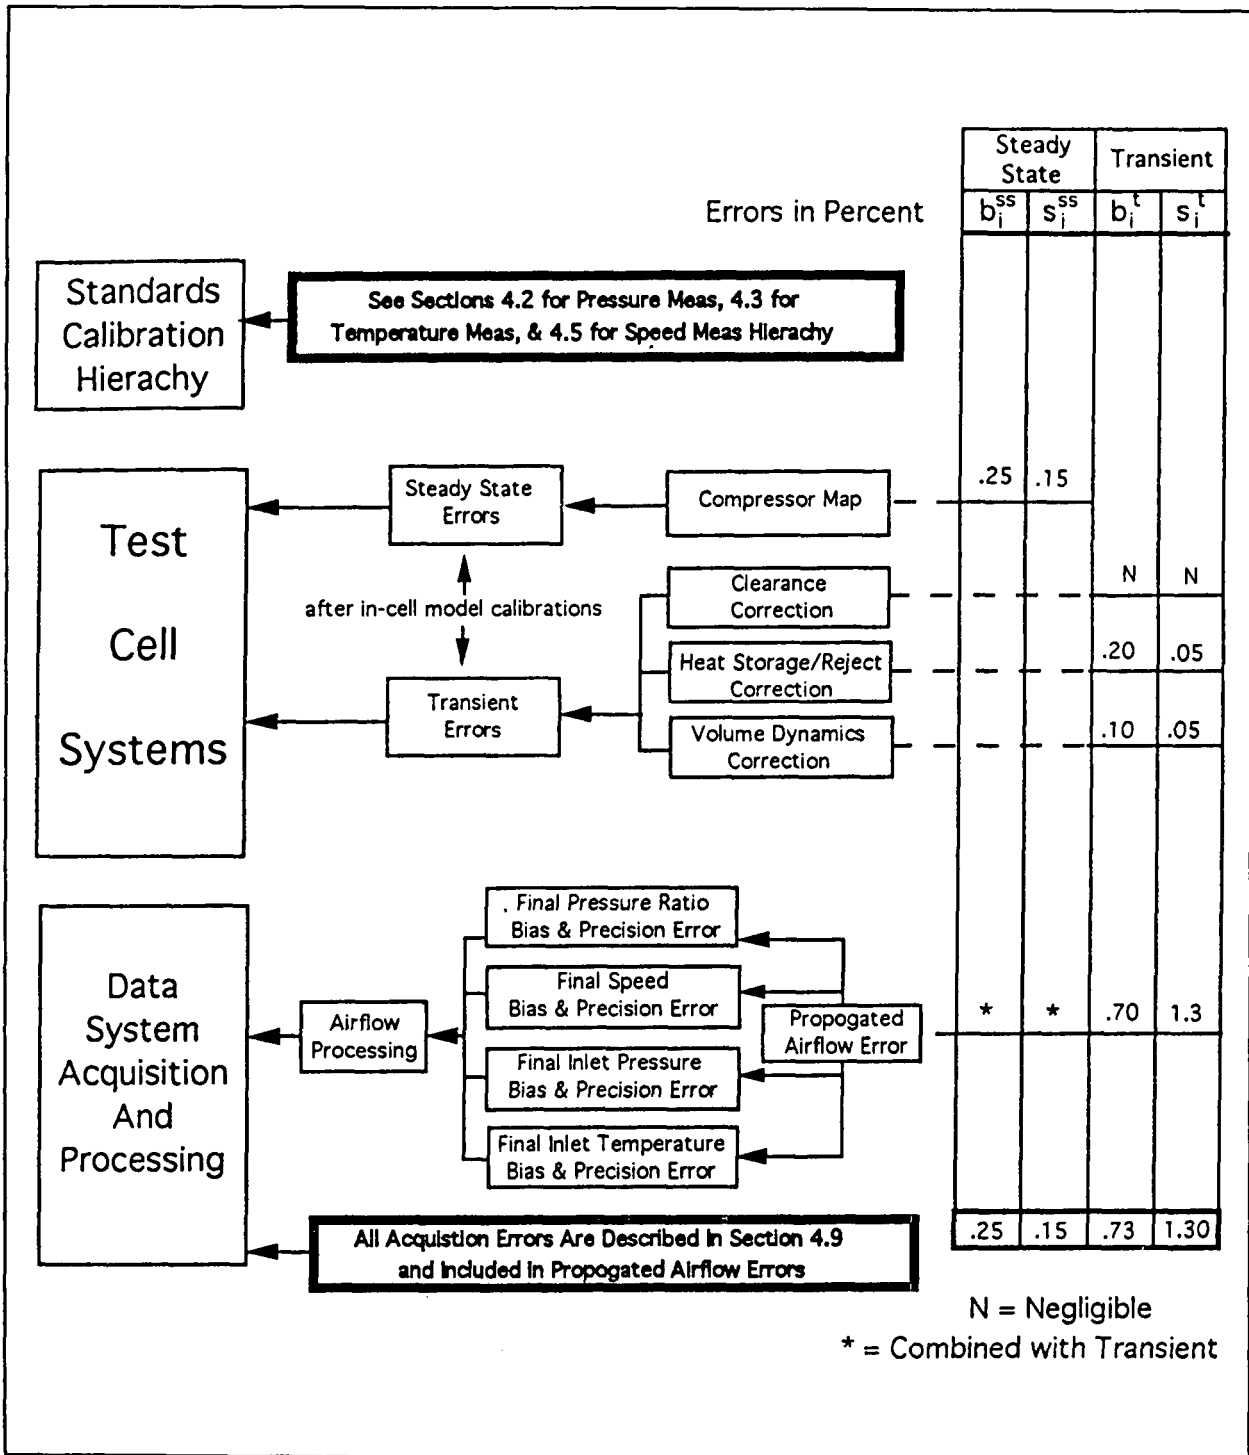 Steady
State
Transient
Errors in Percent
b_i^ss s_i^ss b_i^t s_i^t
Standards
Calibration
Hierachy
See Sections 4.2 for Pressure Meas, 4.3 for
Temperature Meas, & 4.5 for Speed Meas Hierachy
Test
Cell
Systems
Steady State
Errors
Compressor Map
.25 .15
after in-cell model calibrations
Clearance
Correction
N N
Heat Storage/Reject
Correction
.20 .05
Transient
Errors
Volume Dynamics
Correction
.10 .05
Data
System
Acquisition
And
Processing
Airflow
Processing
Final Pressure Ratio
Bias & Precision Error
Final Speed
Bias & Precision Error
Final Inlet Pressure
Bias & Precision Error
Final Inlet Temperature
Bias & Precision Error
Propogated
Airflow Error
* * .70 1.3
All Acquistion Errors Are Described in Section 4.9
and Included in Propogated Airflow Errors
.25 .15 .73 1.30
N = Negligible
* = Combined with Transient